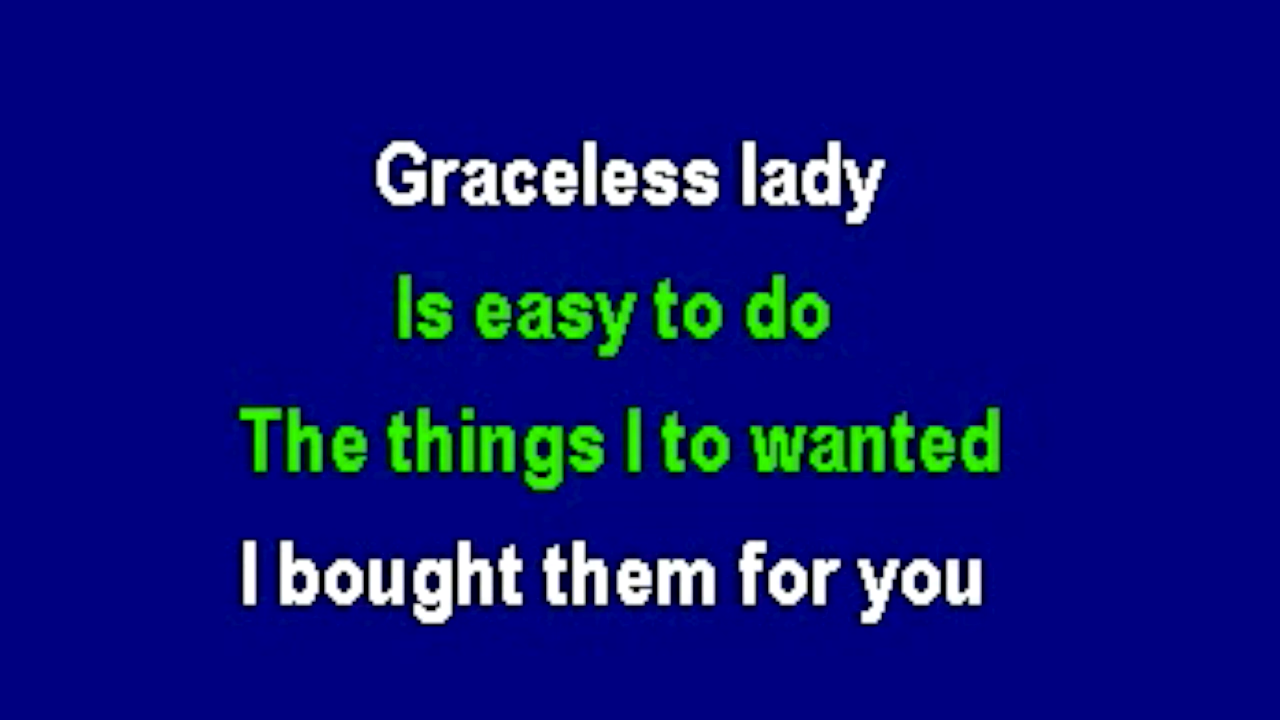 Graceless lady
Is easy to do
The things I to wanted
I bought them for you